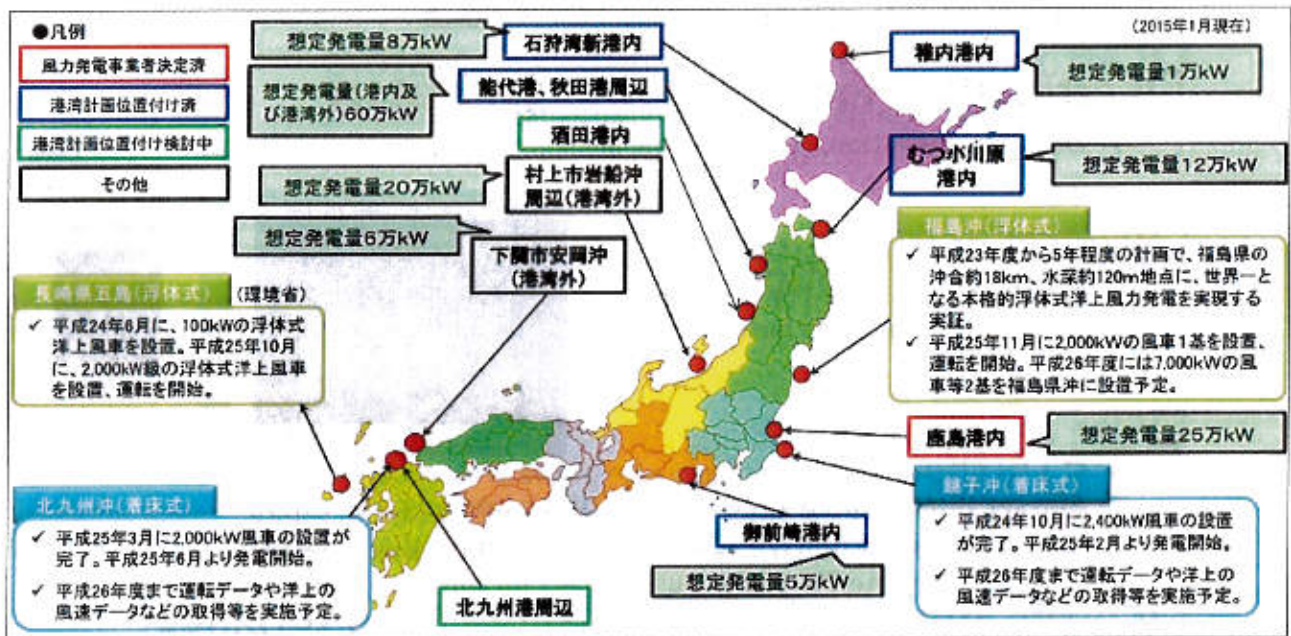 ●凡例
風力発電事業者決定済
港湾計画位置付け済
港湾計画位置付け検討中
その他
(2015年1月現在)
想定発電量8万kW
石狩湾新港内
稚内港内
想定発電量1万kW
想定発電量(港内及
び港湾外)60万kW
能代港、秋田港周辺
酒田港内
むつ小川原
港内
想定発電量12万kW
想定発電量20万kW
村上市岩船沖
周辺(港湾外)
想定発電量6万kW
下関市安岡沖
(港湾外)
福島沖(浮体式)
✓ 平成23年度から5年程度の計画で、福島県の
沖合約18km、水深約120m地点に、世界一と
なる本格的浮体式洋上風力発電を実現する
実証。
✓ 平成25年11月に2,000kWの風車1基を設置、
運転を開始。平成26年度には7,000kWの風
車等2基を福島県沖に設置予定。
長崎県五島(浮体式) (環境省)
✓ 平成24年6月に、100kWの浮体式
洋上風車を設置。平成25年10月
に、2,000kW級の浮体式洋上風車
を設置、運転を開始。
鹿島港内
想定発電量25万kW
北九州沖(着床式)
✓ 平成25年3月に2,000kW風車の設置が
完了。平成25年6月より発電開始。
✓ 平成26年度まで運転データや洋上の
風速データなどの取得等を実施予定。
北九州港周辺
御前崎港内
想定発電量5万kW
銚子沖(着床式)
✓ 平成24年10月に2,400kW風車の設置
が完了。平成25年2月より発電開始。
✓ 平成26年度まで運転データや洋上の
風速データなどの取得等を実施予定。